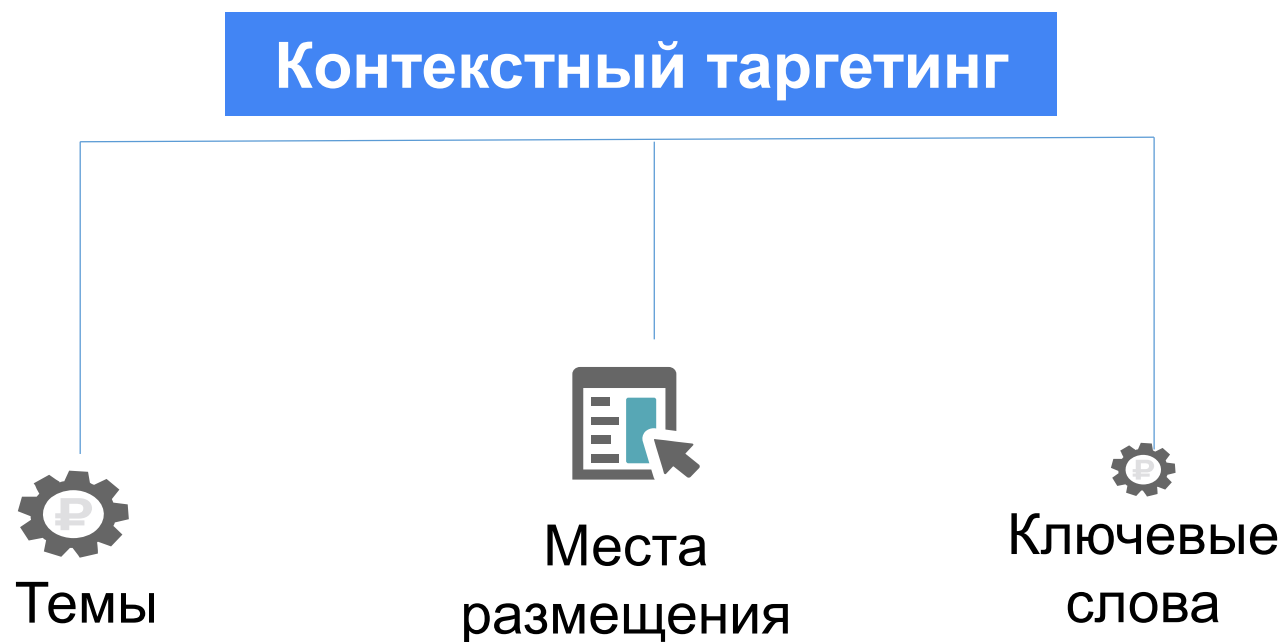 Контекстный таргетинг
₽
Темы
Места
размещения
₽
Ключевые
слова